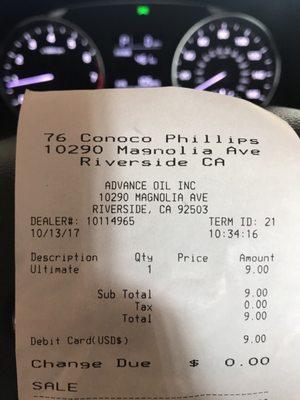 76 Conoco Phillips
10290 Magnolia Ave
Riverside CA
ADVANCE OIL INC
10290 MAGNOLIA AVE
RIVERSIDE, CA 92503
DEALER#: 10114965 TERM ID: 21
10/13/17 10:34:16
Description Qty Price Amount
Ultimate 1 9.00
Sub Total 9.00
Tax 0.00
Total 9.00
Debit Card(USD$) 9.00
Change Due $ 0.00
SALE